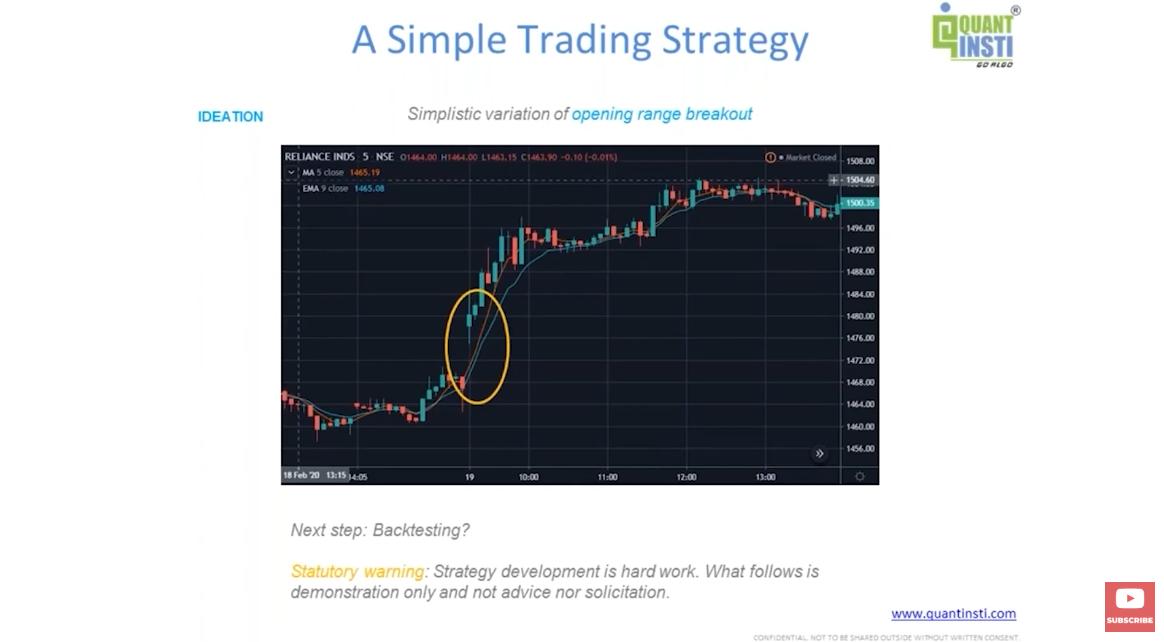 A Simple Trading Strategy
QUANT
INSTI
®
GO ALGO
IDEATION
Simplistic variation of opening range breakout
RELIANCE INDS · 5 · NSE O1464.00 H1464.00 L1463.15 C1463.90 -0.10 (-0.01%)
Market Closed
MA 5 close 1465.19
EMA 9 close 1465.08
1508.00
1504.60
1500.35
1496.00
1492.00
1488.00
1484.00
1480.00
1476.00
1472.00
1468.00
1464.00
1460.00
1456.00
18 Feb '20 13:15 14:05 19 10:00 11:00 12:00 13:00
Next step: Backtesting?
Statutory warning: Strategy development is hard work. What follows is
demonstration only and not advice nor solicitation.
www.quantinsti.com
SUBSCRIBE
CONFIDENTIAL. NOT TO BE SHARED OUTSIDE WITHOUT WRITTEN CONSENT.